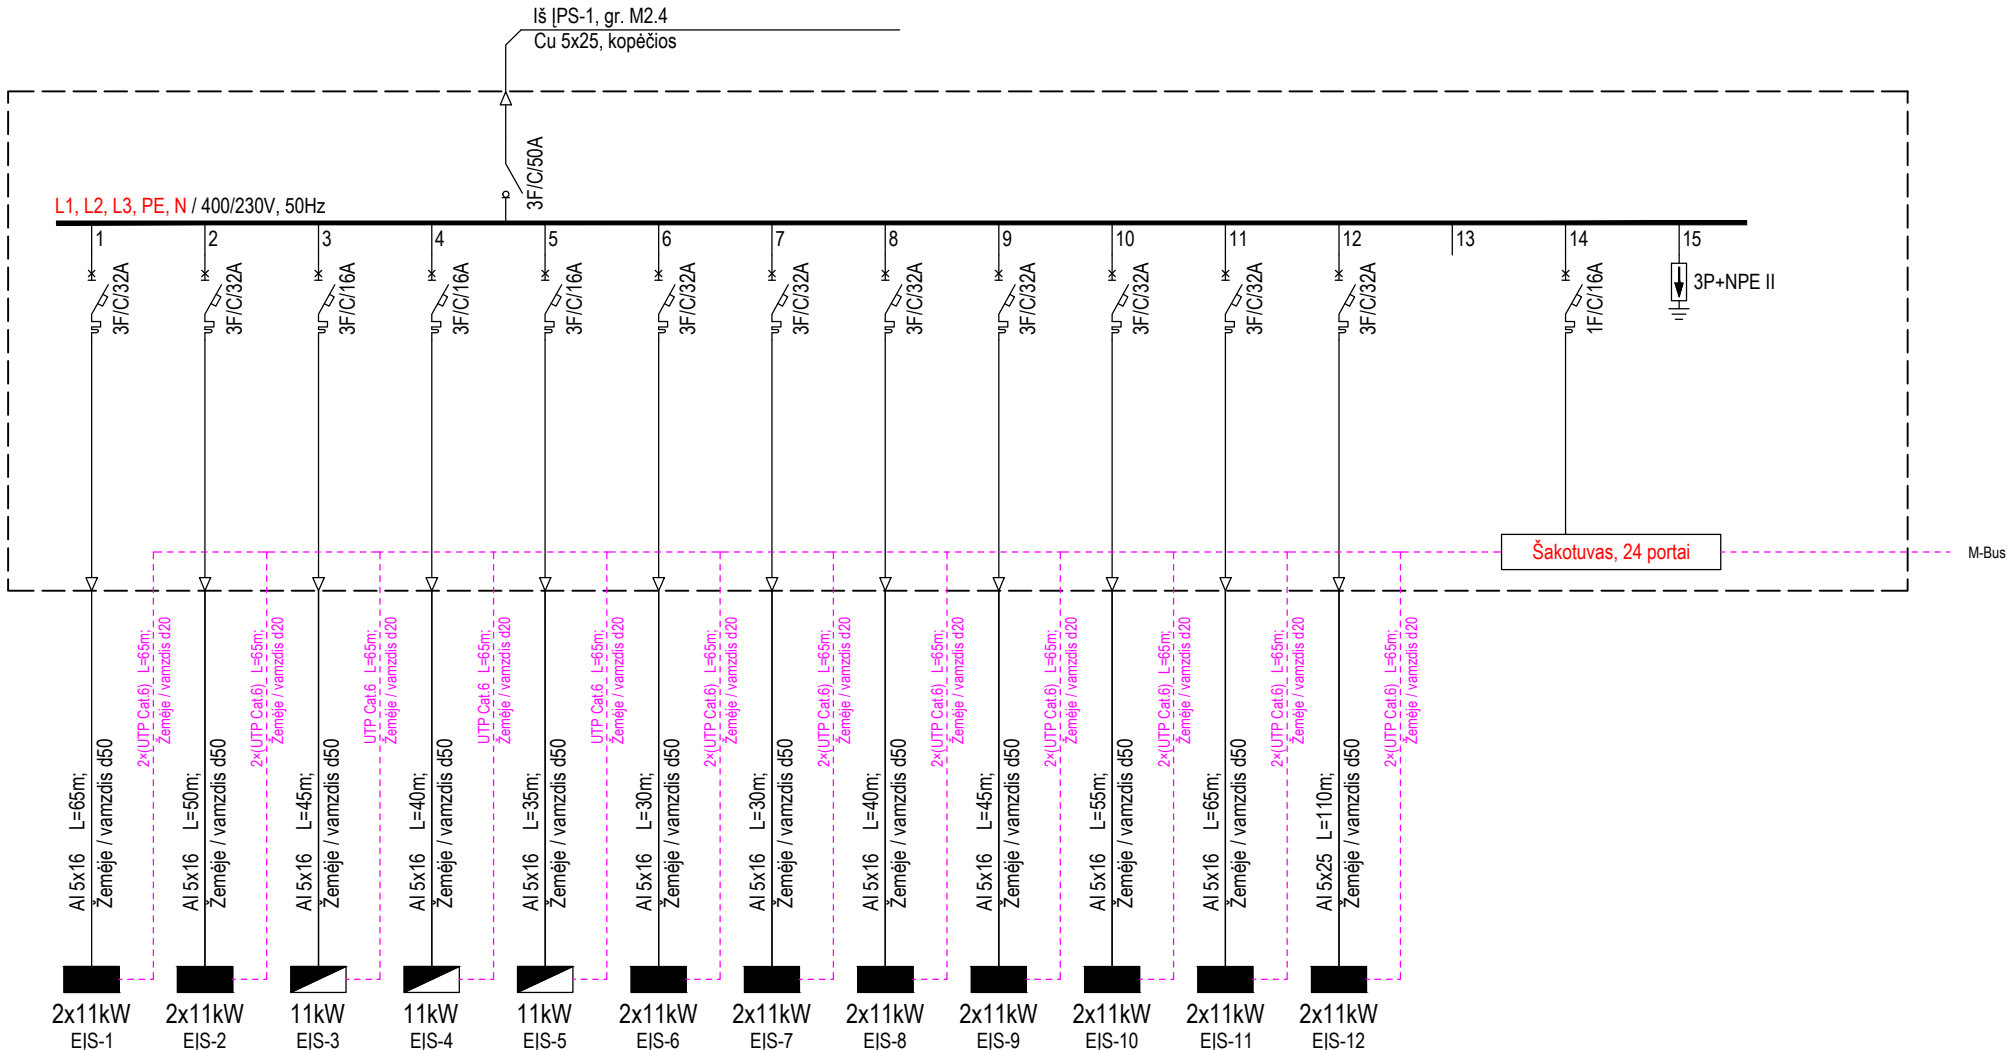 Iš ĮPS-1, gr. M2.4
Cu 5x25, kopėčios
3F/C/50A
L1, L2, L3, PE, N / 400/230V, 50Hz
1
2
3
4
5
6
7
8
9
10
11
12
13
14
15
3F/C/32A
3F/C/32A
3F/C/16A
3F/C/16A
3F/C/16A
3F/C/32A
3F/C/32A
3F/C/32A
3F/C/32A
3F/C/32A
3F/C/32A
3F/C/32A
1F/C/16A
3P+NPE II
Šakotuvas, 24 portai
M-Bus
Al 5x16 L=65m;
Žemėje / vamzdis d50
2×(UTP Cat.6) L=65m;
Žemėje / vamzdis d20
Al 5x16 L=50m;
Žemėje / vamzdis d50
2×(UTP Cat.6) L=65m;
Žemėje / vamzdis d20
Al 5x16 L=45m;
Žemėje / vamzdis d50
UTP Cat.6 L=65m;
Žemėje / vamzdis d20
Al 5x16 L=40m;
Žemėje / vamzdis d50
UTP Cat.6 L=65m;
Žemėje / vamzdis d20
Al 5x16 L=35m;
Žemėje / vamzdis d50
UTP Cat.6 L=65m;
Žemėje / vamzdis d20
Al 5x16 L=30m;
Žemėje / vamzdis d50
2×(UTP Cat.6) L=65m;
Žemėje / vamzdis d20
Al 5x16 L=30m;
Žemėje / vamzdis d50
2×(UTP Cat.6) L=65m;
Žemėje / vamzdis d20
Al 5x16 L=40m;
Žemėje / vamzdis d50
2×(UTP Cat.6) L=65m;
Žemėje / vamzdis d20
Al 5x16 L=45m;
Žemėje / vamzdis d50
2×(UTP Cat.6) L=65m;
Žemėje / vamzdis d20
Al 5x16 L=55m;
Žemėje / vamzdis d50
2×(UTP Cat.6) L=65m;
Žemėje / vamzdis d20
Al 5x16 L=65m;
Žemėje / vamzdis d50
2×(UTP Cat.6) L=65m;
Žemėje / vamzdis d20
Al 5x25 L=110m;
Žemėje / vamzdis d50
2×(UTP Cat.6) L=65m;
Žemėje / vamzdis d20
2x11kW
EĮS-1
2x11kW
EĮS-2
11kW
EĮS-3
11kW
EĮS-4
11kW
EĮS-5
2x11kW
EĮS-6
2x11kW
EĮS-7
2x11kW
EĮS-8
2x11kW
EĮS-9
2x11kW
EĮS-10
2x11kW
EĮS-11
2x11kW
EĮS-12